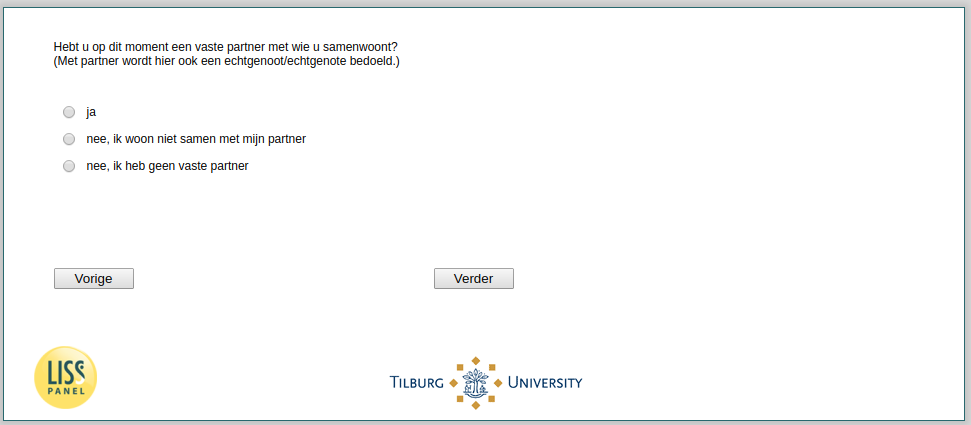 Hebt u op dit moment een vaste partner met wie u samenwoont?
(Met partner wordt hier ook een echtgenoot/echtgenote bedoeld.)
ja
nee, ik woon niet samen met mijn partner
nee, ik heb geen vaste partner
Vorige
Verder
LISS
PANEL
TILBURG UNIVERSITY